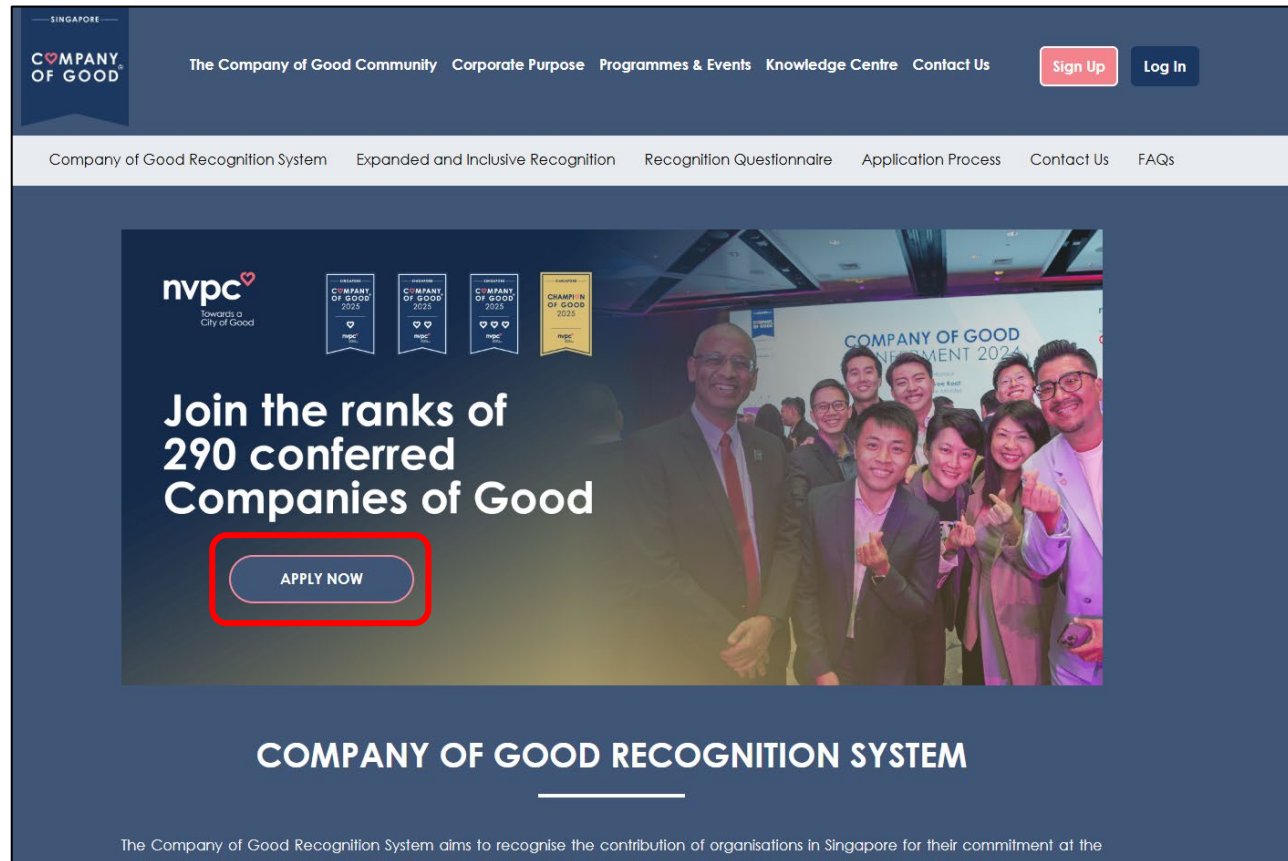 SINGAPORE
COMPANY
OF GOOD
The Company of Good Community Corporate Purpose Programmes & Events Knowledge Centre Contact Us Sign Up Log In
Company of Good Recognition System Expanded and Inclusive Recognition Recognition Questionnaire Application Process Contact Us FAQs
nvpc
Towards a
City of Good
COMPANY
OF GOOD
2025
nvpc
COMPANY
OF GOOD
2025
nvpc
COMPANY
OF GOOD
2025
nvpc
CHAMPION
OF GOOD
2025
nvpc
COMPANY OF GOOD
2024
Join the ranks of
290 conferred
Companies of Good
APPLY NOW
COMPANY OF GOOD RECOGNITION SYSTEM
The Company of Good Recognition System aims to recognise the contribution of organisations in Singapore for their commitment at the